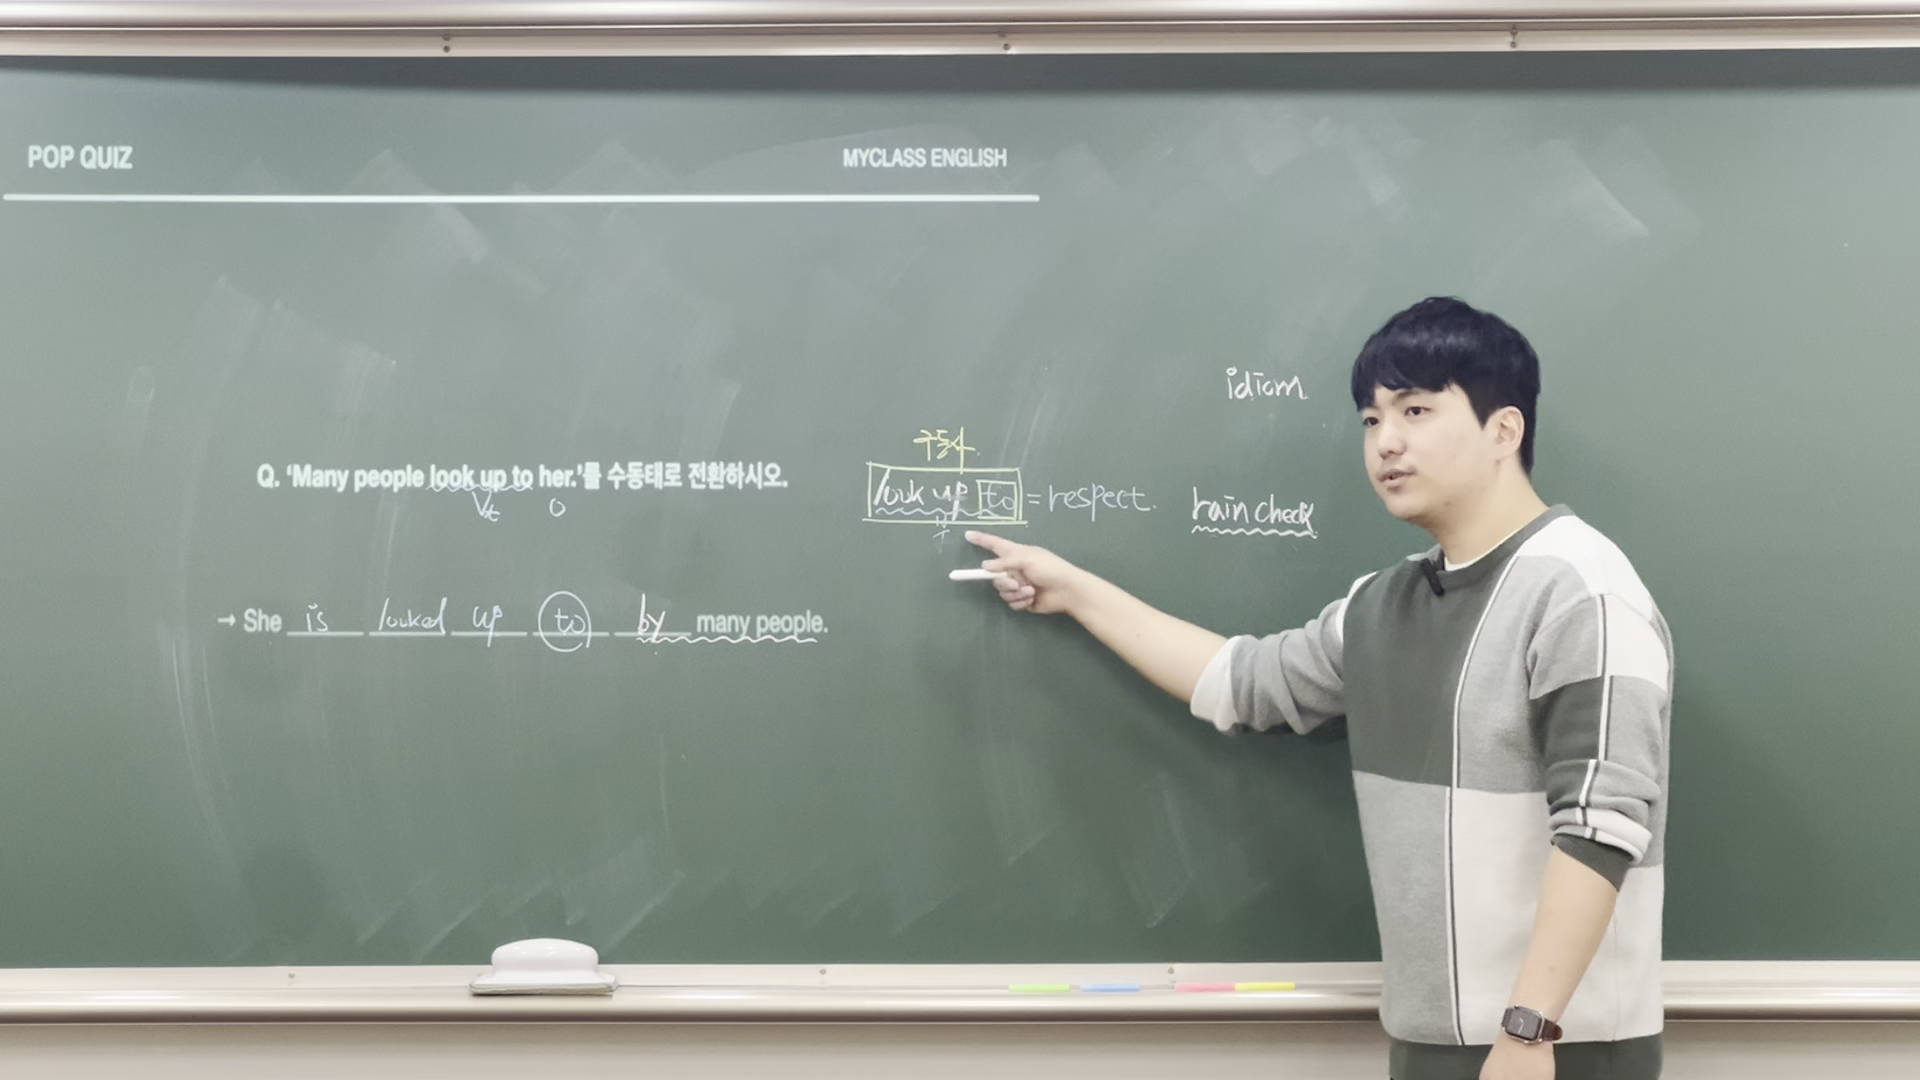 POP QUIZ
MYCLASS ENGLISH
idiom
구동사
Q. ‘Many people look up to her.’를 수동태로 전환하시오.
Vt O
look up to = respect.
rain check
→ She is looked up to by many people.